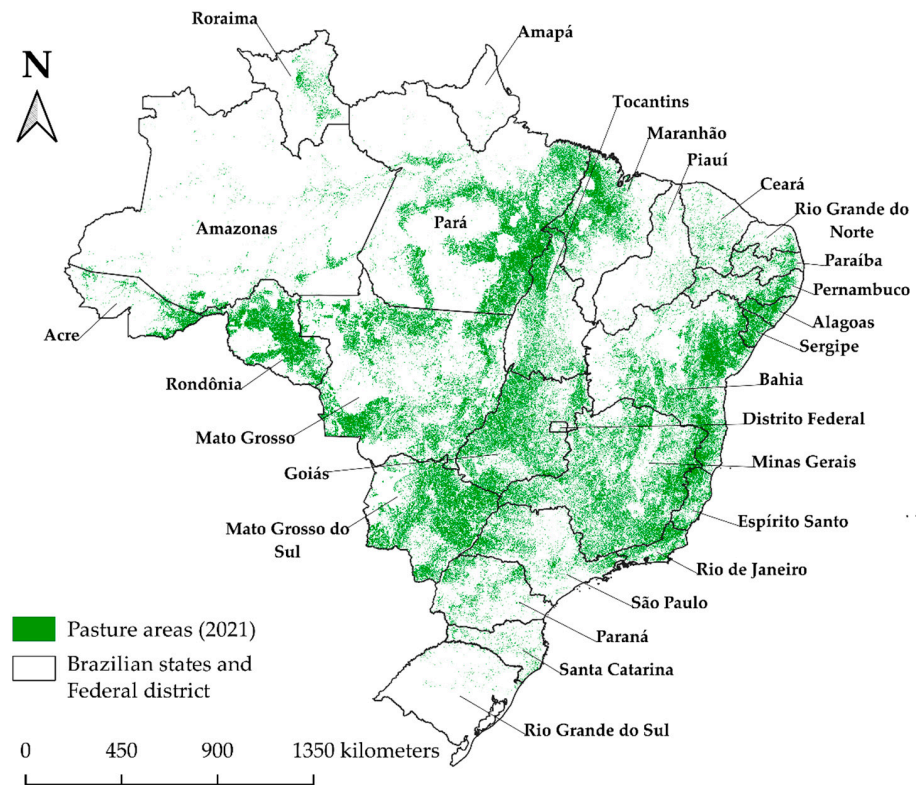 Roraima
Amapá
N
Tocantins
Maranhão
Piauí
Ceará
Rio Grande do
Norte
Pará
Amazonas
Paraíba
Pernambuco
Acre
Alagoas
Sergipe
Rondônia
Bahia
Mato Grosso
Distrito Federal
Goiás
Minas Gerais
Mato Grosso do
Sul
Espírito Santo
Rio de Janeiro
São Paulo
Pasture areas (2021)
Paraná
Brazilian states and
Federal district
Santa Catarina
Rio Grande do Sul
0 450 900 1350 kilometers